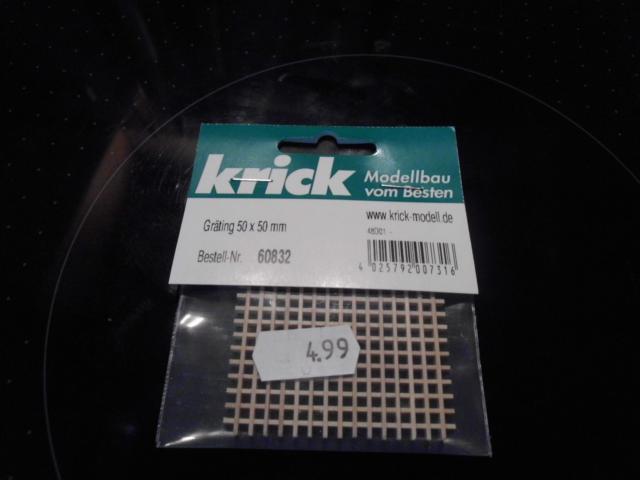 krick
Modellbau
vom Besten
Gräting 50 x 50 mm
www.krick-modell.de
Bestell-Nr. 60832
4 025792 007316
4.99